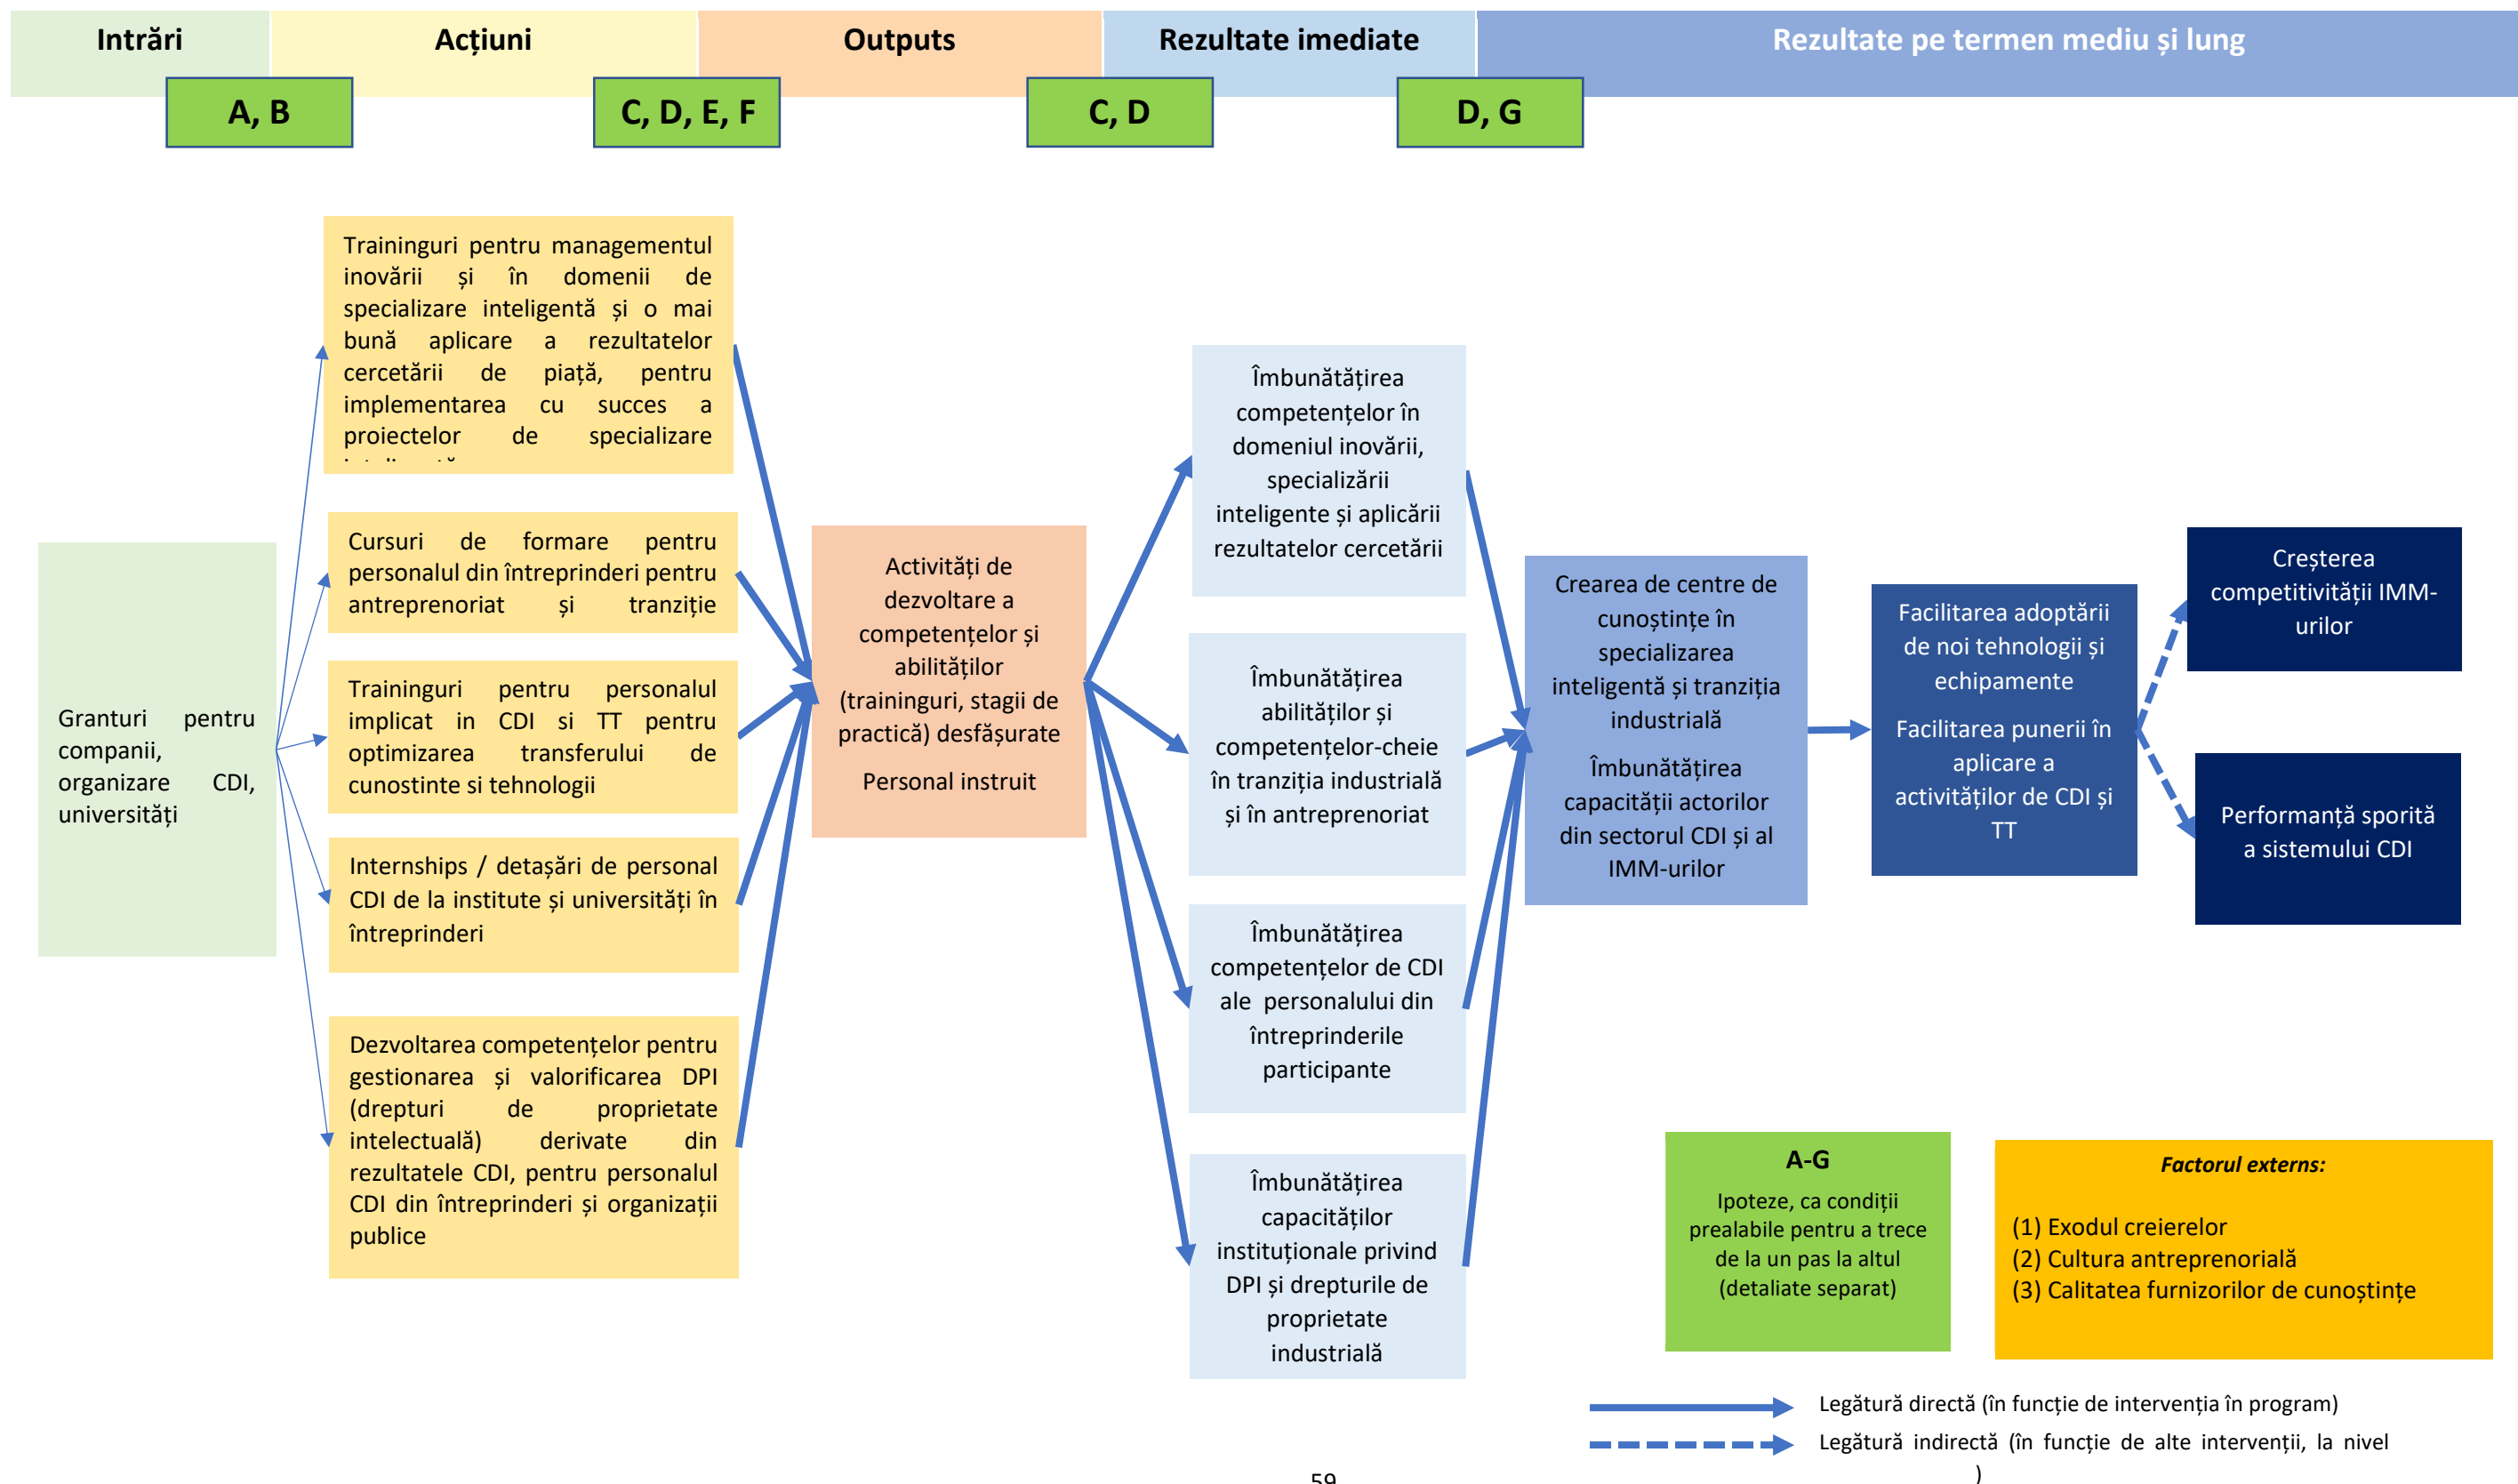 Intrări
Acțiuni
Outputs
Rezultate imediate
Rezultate pe termen mediu și lung
A, B
C, D, E, F
C, D
D, G
Traininguri pentru managementul
inovării și în domenii de
specializare inteligentă și o mai
bună aplicare a rezultatelor
cercetării de piață, pentru
implementarea cu succes a
proiectelor de specializare
Cursuri de formare pentru
personalul din întreprinderi pentru
antreprenoriat și tranziție
Traininguri pentru personalul
implicat in CDI si TT pentru
optimizarea transferului de
cunostinte si tehnologii
Internships / detașări de personal
CDI de la institute și universități în
întreprinderi
Dezvoltarea competențelor pentru
gestionarea și valorificarea DPI
(drepturi de proprietate
intelectuală) derivate din
rezultatele CDI, pentru personalul
CDI din întreprinderi și organizații
publice
Granturi pentru
companii,
organizare CDI,
universități
Activități de
dezvoltare a
competențelor și
abilităților
(traininguri, stagii de
practică) desfășurate
Personal instruit
Îmbunătățirea
competențelor în
domeniul inovării,
specializării
inteligente și aplicării
rezultatelor cercetării
Îmbunătățirea
abilităților și
competențelor-cheie
în tranziția industrială
și în antreprenoriat
Îmbunătățirea
competențelor de CDI
ale personalului din
întreprinderile
participante
Îmbunătățirea
capacităților
instituționale privind
DPI și drepturile de
proprietate
industrială
Crearea de centre de
cunoștințe în
specializarea
inteligentă și tranziția
industrială
Îmbunătățirea
capacității actorilor
din sectorul CDI și al
IMM-urilor
Facilitarea adoptării
de noi tehnologii și
echipamente
Facilitarea punerii în
aplicare a
activităților de CDI și
TT
Creșterea
competitivității IMM-
urilor
Performanță sporită
a sistemului CDI
A-G
Ipoteze, ca condiții
prealabile pentru a trece
de la un pas la altul
(detaliate separat)
Factorul externs:
(1) Exodul creierelor
(2) Cultura antreprenorială
(3) Calitatea furnizorilor de cunoștințe
Legătură directă (în funcție de intervenția în program)
Legătură indirectă (în funcție de alte intervenții, la nivel
)
59